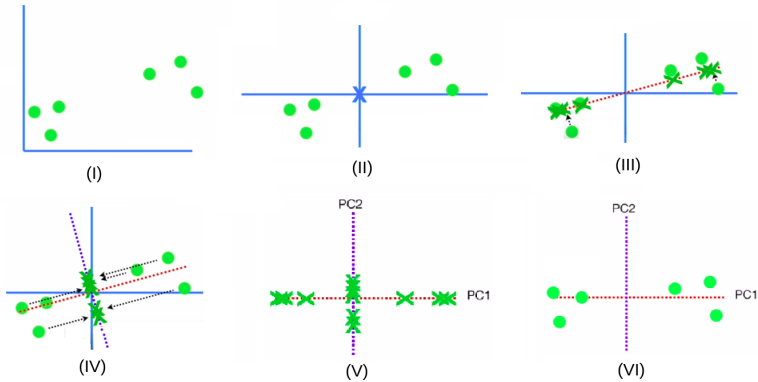 (I)
(II)
(III)
PC2
PC1
PC2
PC1
(IV)
(V)
(VI)